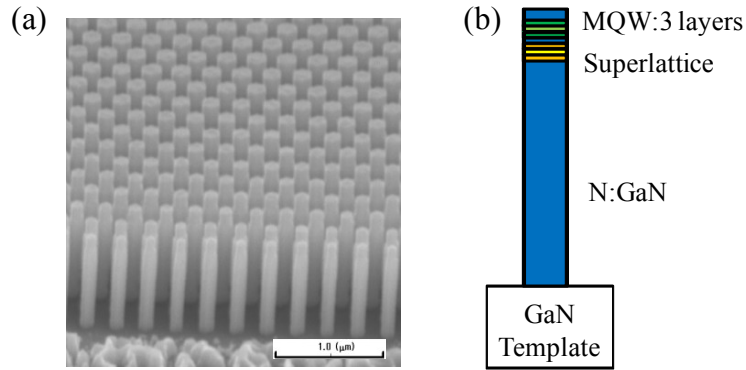 (a)
1.0 (μm)
(b)
MQW:3 layers
Superlattice
N:GaN
GaN
Template